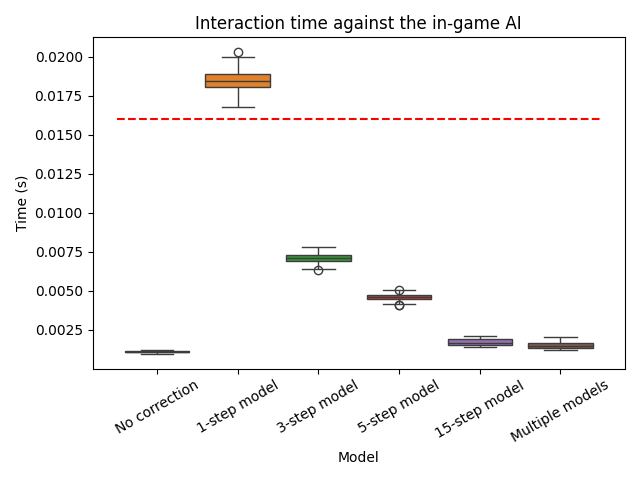 Interaction time against the in-game AI
Time (s)
0.0200
0.0175
0.0150
0.0125
0.0100
0.0075
0.0050
0.0025
No correction
1-step model
3-step model
5-step model
15-step model
Multiple models
Model